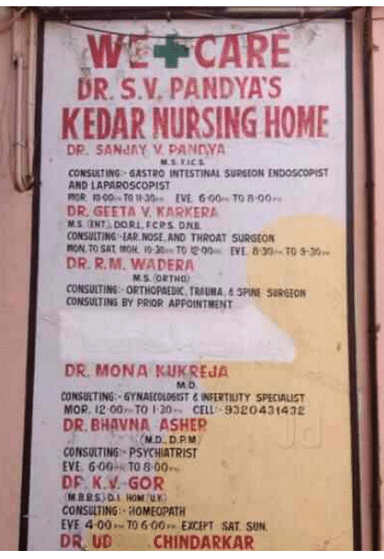 WE + CARE
DR. S.V. PANDYA'S
KEDAR NURSING HOME
DR. SANJAY V. PANDYA
M.S. F.I.C.S.
CONSULTING:- GASTRO INTESTINAL SURGEON ENDOSCOPIST
AND LAPAROSCOPIST
MOR. 10·00 TO 11·30 EVE. 6·00 TO 8·00
DR. GEETA V. KARKERA
M.S. (ENT), D.O.R.L, F.C.P.S. D.N.B.
CONSULTING:- EAR, NOSE, AND THROAT SURGEON
MON. TO SAT. MOR. 10·30 TO 12·00 EVE. 8·30 TO 9·30
DR. R.M. WADERA
M.S. (ORTHO)
CONSULTING:- ORTHOPAEDIC, TRAUMA, & SPINE SURGEON
CONSULTING BY PRIOR APPOINTMENT
DR. MONA KUKREJA
M.D.
CONSULTING:- GYNAECOLOGIST & INFERTILITY SPECIALIST
MOR. 12·00 TO 1·30 CELL:- 9320431432
DR. BHAVNA ASHER
(M.D., D.P.M)
CONSULTING:- PSYCHIATRIST
EVE. 6·00 TO 8·00
DR. K.V. GOR
(M.B.B.S.) D.I. HOM (U.K)
CONSULTING:- HOMEOPATH
EVE 4·00 TO 6·00 EXCEPT SAT. SUN.
DR. UD CHINDARKAR